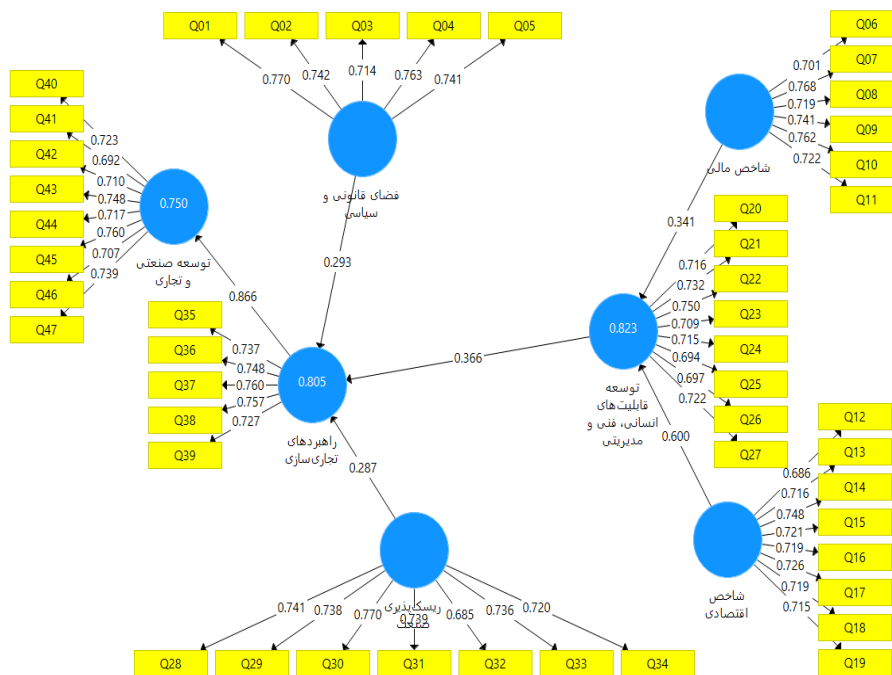 Q01
Q02
Q03
Q04
Q05
0.770
0.742
0.714
0.763
0.741
فضای قانونی و
سیاسی
0.293
Q06
Q07
Q08
Q09
Q10
Q11
0.701
0.768
0.719
0.741
0.762
0.722
شاخص مالی
0.341
Q40
Q41
Q42
Q43
Q44
Q45
Q46
Q47
0.723
0.692
0.710
0.748
0.717
0.760
0.707
0.739
0.750
توسعه صنعتی
و تجاری
0.866
Q20
Q21
Q22
Q23
Q24
Q25
Q26
Q27
0.716
0.732
0.750
0.709
0.715
0.694
0.697
0.722
0.823
توسعه
قابلیت‌های
انسانی، فنی و
مدیریتی
0.366
0.600
Q35
Q36
Q37
Q38
Q39
0.737
0.748
0.760
0.757
0.727
0.805
راهبردهای
تجاری‌سازی
0.287
Q12
Q13
Q14
Q15
Q16
Q17
Q18
Q19
0.686
0.716
0.748
0.721
0.719
0.726
0.719
0.715
شاخص
اقتصادی
ریسک‌پذیری
صنعت
0.741
0.738
0.770
0.739
0.685
0.736
0.720
Q28
Q29
Q30
Q31
Q32
Q33
Q34